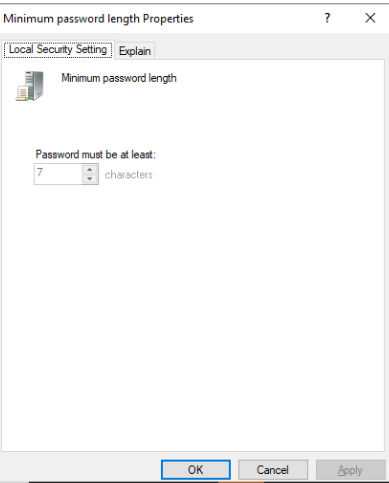 Minimum password length Properties ? ×
Local Security Setting Explain
Minimum password length
Password must be at least:
7 characters
OK Cancel Apply